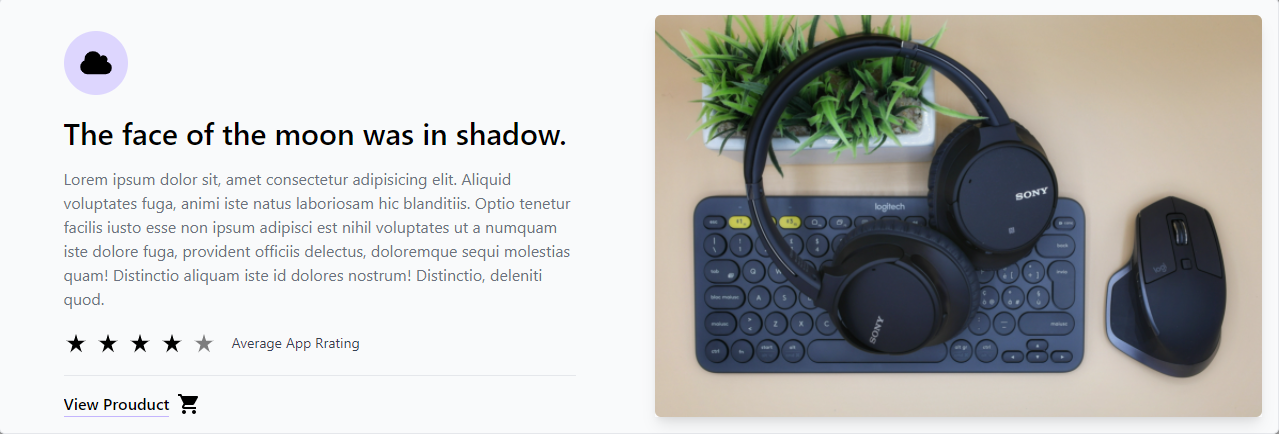 The face of the moon was in shadow.
Lorem ipsum dolor sit, amet consectetur adipisicing elit. Aliquid
voluptates fuga, animi iste natus laboriosam hic blanditiis. Optio tenetur
facilis iusto esse non ipsum adipisci est nihil voluptates ut a numquam
iste dolore fuga, provident officiis delectus, doloremque sequi molestias
quam! Distinctio aliquam iste id dolores nostrum! Distinctio, deleniti
quod.
Average App Rrating
View Prouduct
SONY
logitech
SONY